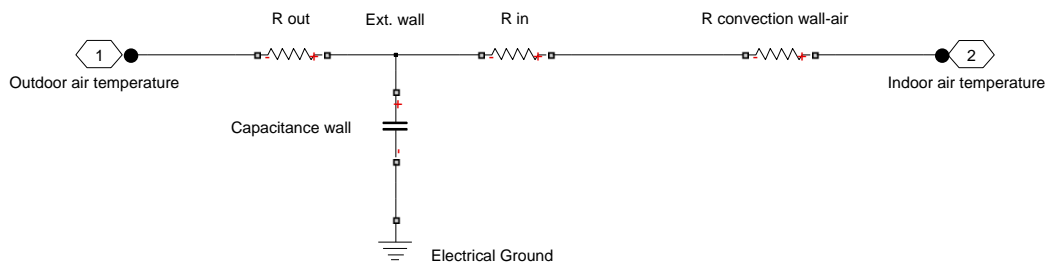 R out
Ext. wall
R in
R convection wall-air
1
2
Outdoor air temperature
Indoor air temperature
Capacitance wall
Electrical Ground